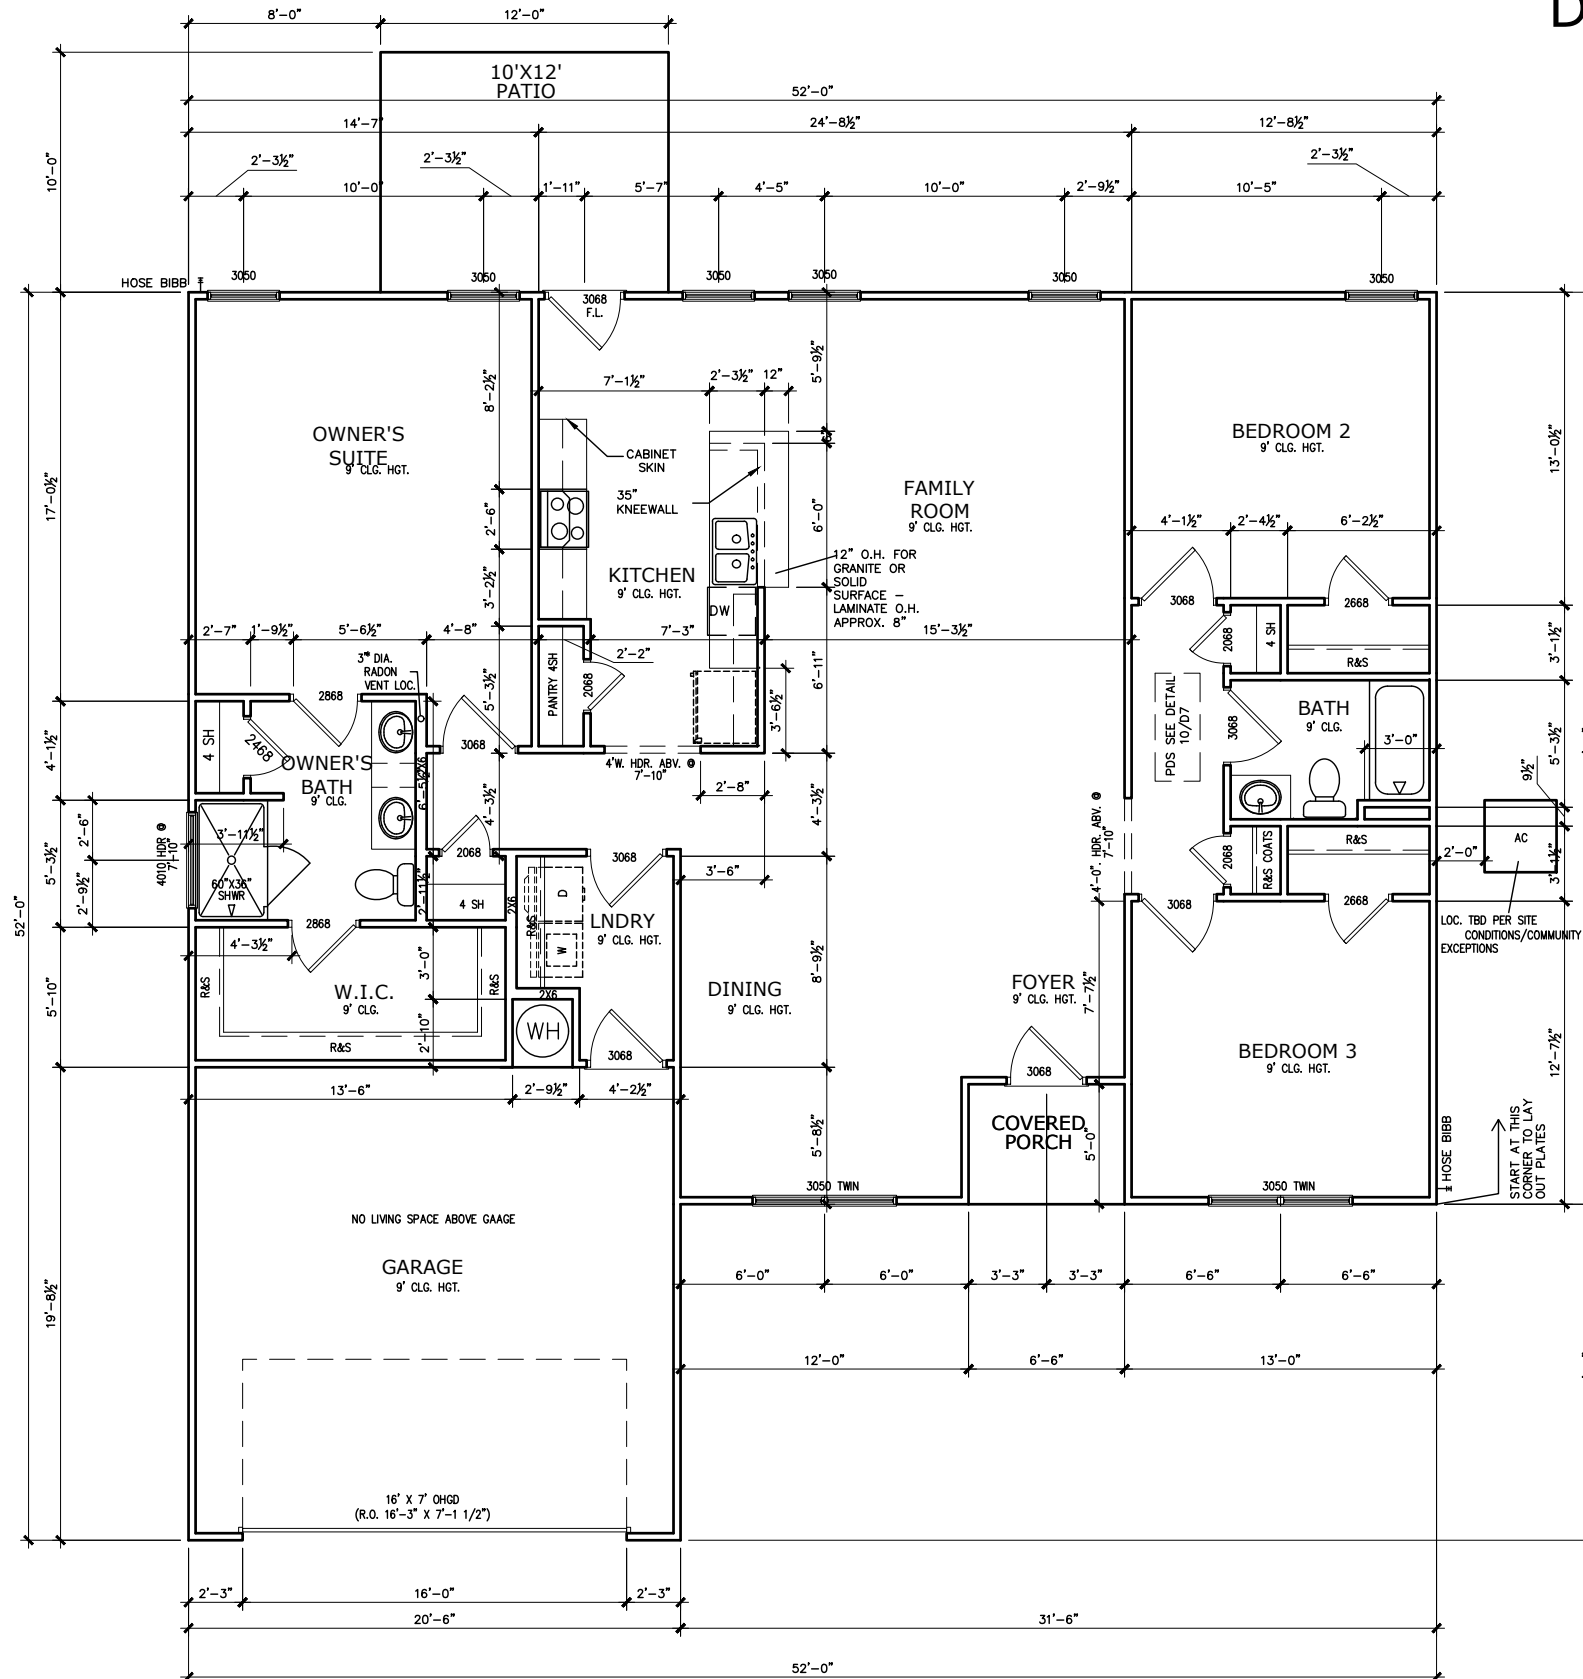 D
8'-0"
12'-0"
10'X12'
PATIO
52'-0"
14'-7"
24'-8½"
12'-8½"
10'-0"
2'-3½"
2'-3½"
2'-3½"
10'-0"
1'-11"
5'-7"
4'-5"
10'-0"
2'-9½"
10'-5"
HOSE BIBB
3050
3050
3050
3050
3050
3050
3068
F.L.
5'-9½"
8'-2½"
7'-1½"
2'-3½"
12"
6"
OWNER'S
SUITE
9' CLG. HGT.
CABINET
SKIN
35"
KNEEWALL
FAMILY
ROOM
9' CLG. HGT.
BEDROOM 2
9' CLG. HGT.
13'-0½"
17'-0½"
2'-6"
6'-0"
4'-1½"
2'-4½"
6'-2½"
KITCHEN
9' CLG. HGT.
12" O.H. FOR
GRANITE OR
SOLID
SURFACE –
LAMINATE O.H.
APPROX. 8"
3'-2½"
DW
3068
2668
2'-7"
1'-9½"
5'-6½"
4'-8"
7'-3"
15'-3½"
2068
4 SH
3'-1½"
3" DIA.
RADON
VENT LOC.
2'-2"
R&S
PANTRY 4SH
2068
5'-3½"
6'-11"
3'-6½"
2868
4 SH
2468
4'-1½"
OWNER'S
BATH
9' CLG.
2X6
6'-5½"
3068
4'W. HDR. ABV. @
7'-10"
PDS SEE DETAIL
10/D7
3068
BATH
9' CLG.
3'-0"
5'-3½"
9½"
2'-8"
4010 HDR @
7'-10"
2'-6"
3'-11½"
5'-3½"
2'-9½"
60"X36"
SHWR
4'-3½"
2068
4'-3½"
4'-0". HDR. ABV. @
7'-10"
2068
R&S COATS
R&S
2'-0"
AC
3'-1½"
3068
3'-6"
2'-11½"
4 SH
2X6
D
R&S
W
LNDRY
9' CLG. HGT.
2868
3068
2668
LOC. TBD PER SITE
CONDITIONS/COMMUNITY
EXCEPTIONS
52'-0"
4'-3½"
3'-0"
8'-9½"
5'-10"
R&S
W.I.C.
9' CLG.
R&S
R&S
2'-10"
2X6
WH
DINING
9' CLG. HGT.
FOYER
9' CLG. HGT.
7'-7½"
3068
3068
BEDROOM 3
9' CLG. HGT.
12'-7½"
13'-6"
2'-9½"
4'-2½"
COVERED
PORCH
5'-8½"
5'-0"
HOSE BIBB
START AT THIS
CORNER TO LAY
OUT PLATES
3050 TWIN
3050 TWIN
NO LIVING SPACE ABOVE GAAGE
GARAGE
9' CLG. HGT.
19'-8½"
6'-0"
6'-0"
3'-3"
3'-3"
6'-6"
6'-6"
12'-0"
6'-6"
13'-0"
16' X 7' OHGD
(R.O. 16'-3" X 7'-1 1/2")
2'-3"
16'-0"
2'-3"
20'-6"
31'-6"
52'-0"